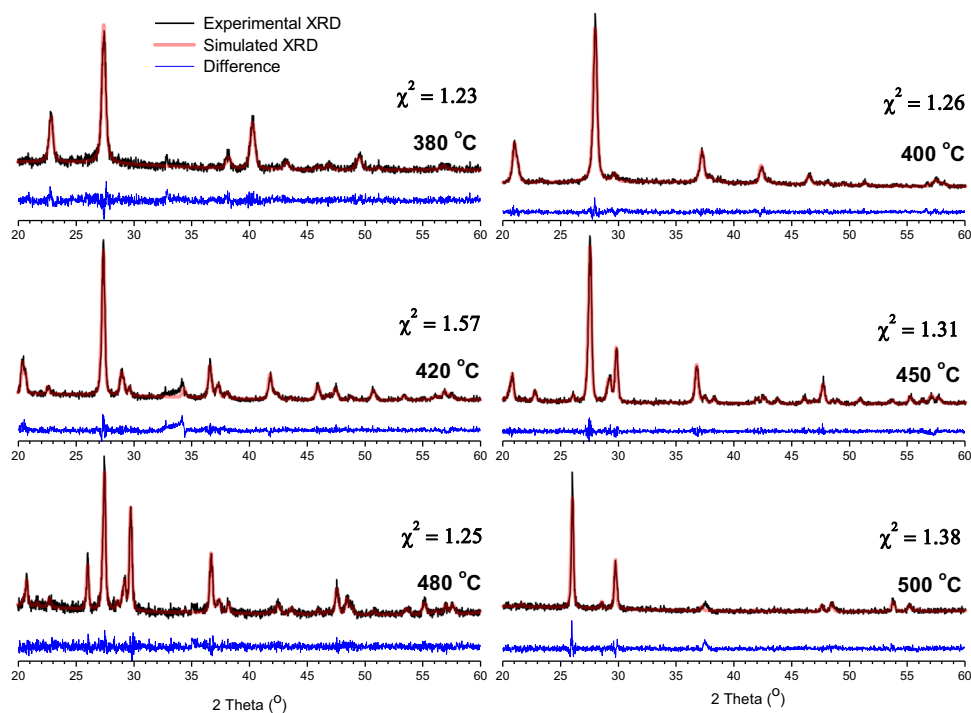 Experimental XRD
Simulated XRD
Difference
χ² = 1.23
380 °C
20 25 30 35 40 45 50 55 60
χ² = 1.26
400 °C
20 25 30 35 40 45 50 55 60
χ² = 1.57
420 °C
20 25 30 35 40 45 50 55 60
χ² = 1.31
450 °C
20 25 30 35 40 45 50 55 60
χ² = 1.25
480 °C
20 25 30 35 40 45 50 55 60
2 Theta (O)
χ² = 1.38
500 °C
20 25 30 35 40 45 50 55 60
2 Theta (O)